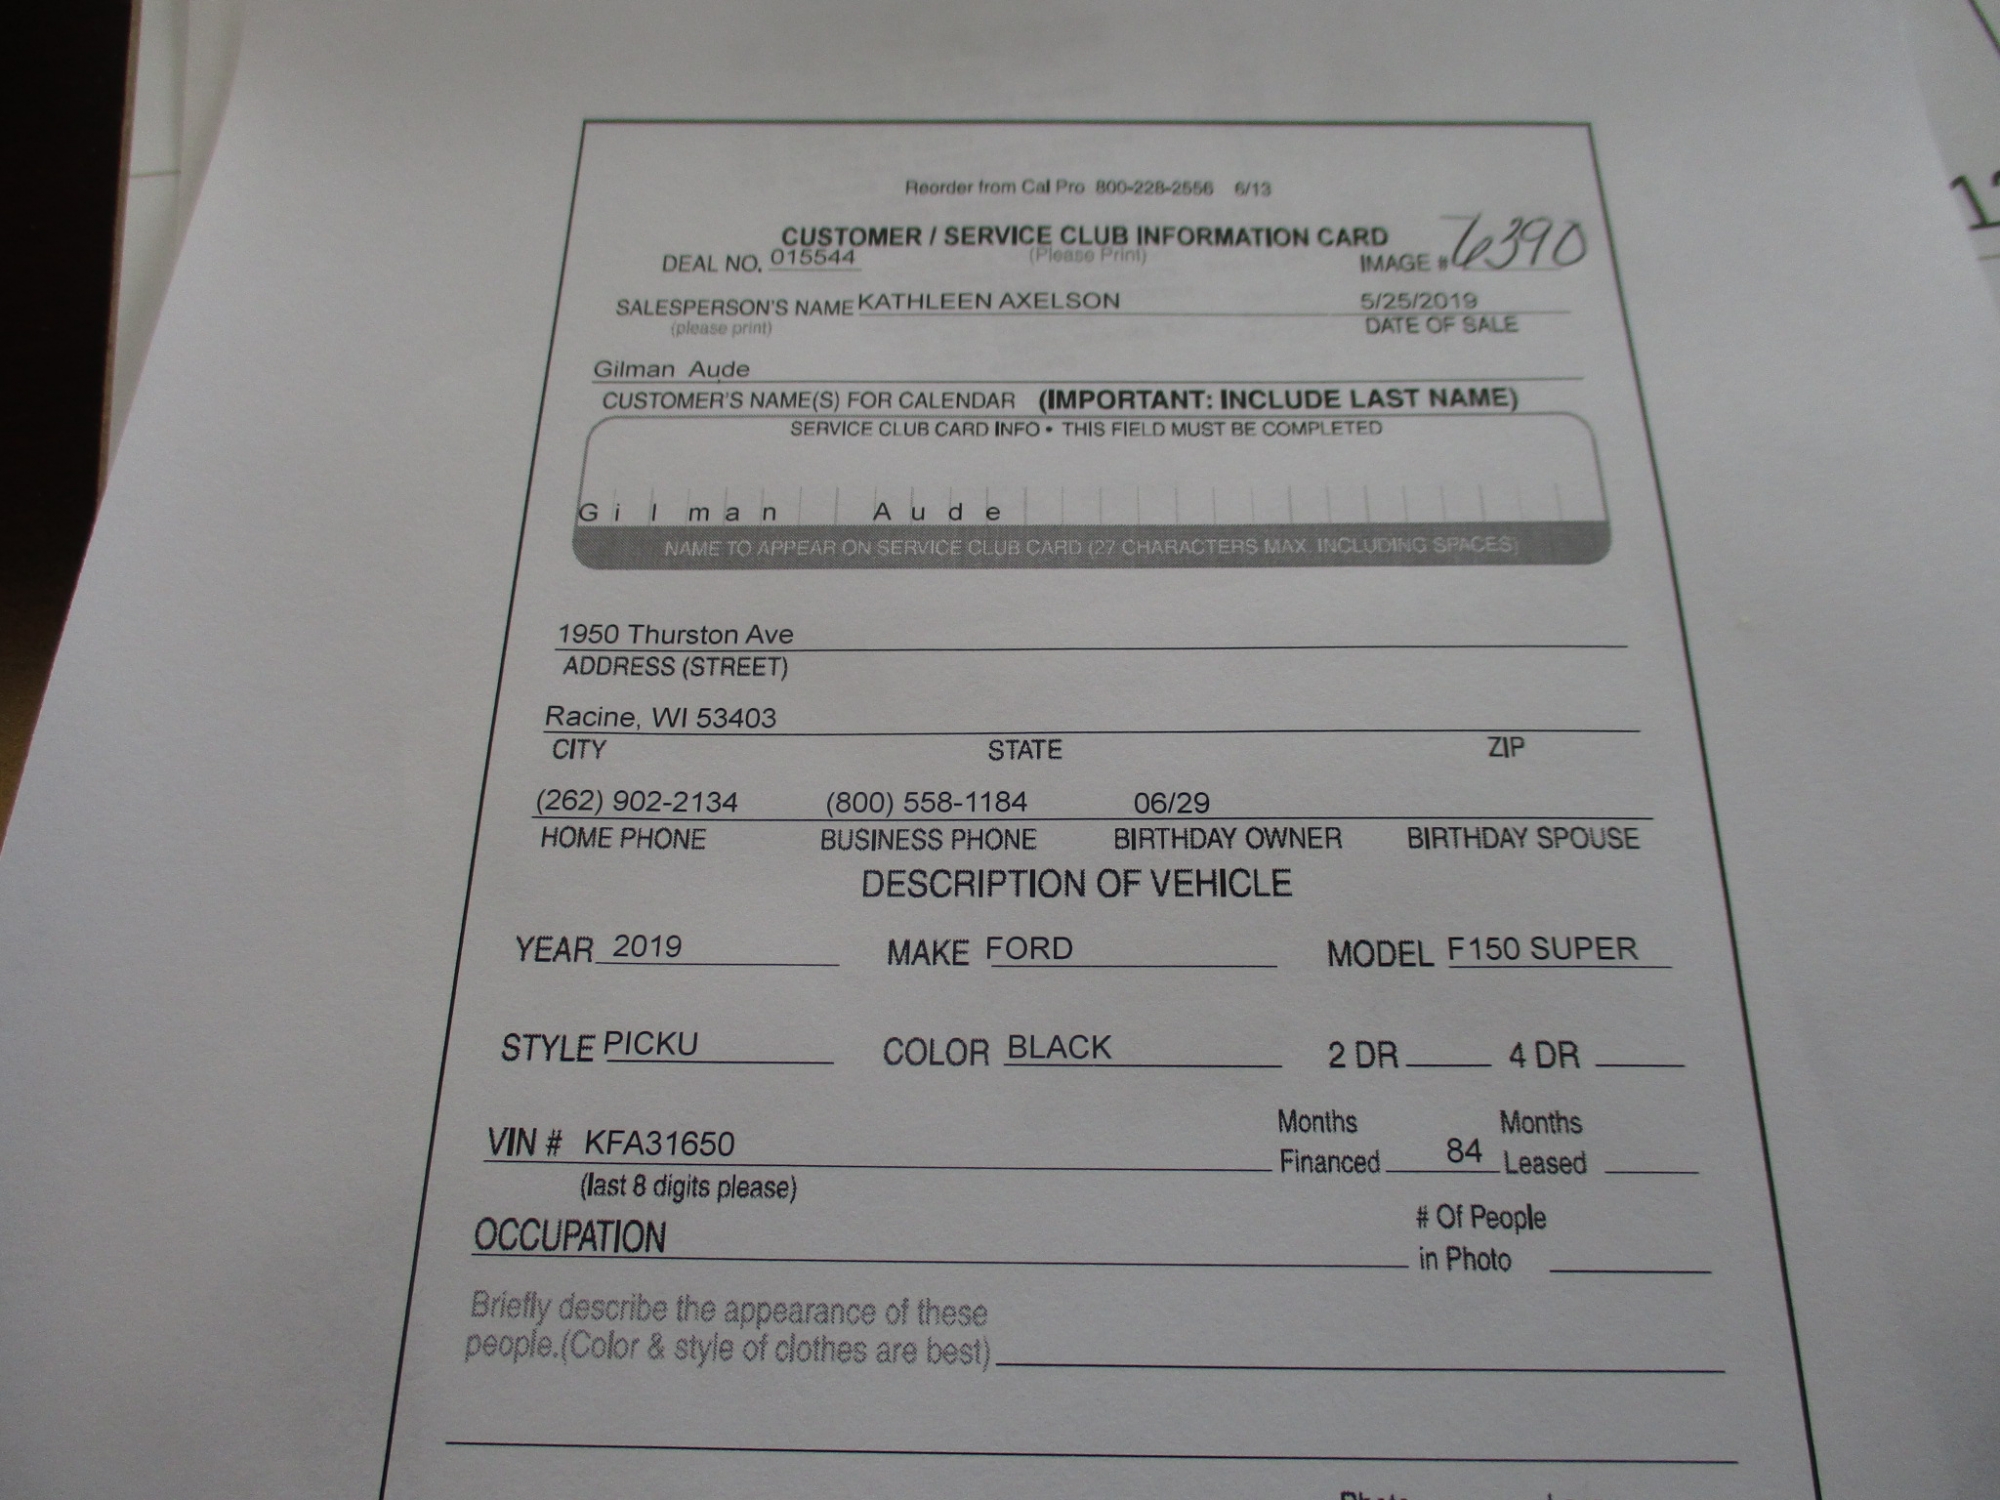 Reorder from Cal Pro 800-228-2556 6/13
CUSTOMER / SERVICE CLUB INFORMATION CARD
DEAL NO. 015544 (Please Print) IMAGE # 6390
SALESPERSON'S NAME KATHLEEN AXELSON 5/25/2019
(please print) DATE OF SALE
Gilman Aude
CUSTOMER'S NAME(S) FOR CALENDAR (IMPORTANT: INCLUDE LAST NAME)
SERVICE CLUB CARD INFO • THIS FIELD MUST BE COMPLETED
Gilman Aude
NAME TO APPEAR ON SERVICE CLUB CARD (27 CHARACTERS MAX. INCLUDING SPACES)
1950 Thurston Ave
ADDRESS (STREET)
Racine, WI 53403
CITY STATE ZIP
(262) 902-2134 (800) 558-1184 06/29
HOME PHONE BUSINESS PHONE BIRTHDAY OWNER BIRTHDAY SPOUSE
DESCRIPTION OF VEHICLE
YEAR 2019 MAKE FORD MODEL F150 SUPER
STYLE PICKU COLOR BLACK 2 DR 4 DR
Months Months
VIN # KFA31650 Financed 84 Leased
(last 8 digits please)
OCCUPATION # Of People
in Photo
Briefly describe the appearance of these
people.(Color & style of clothes are best)